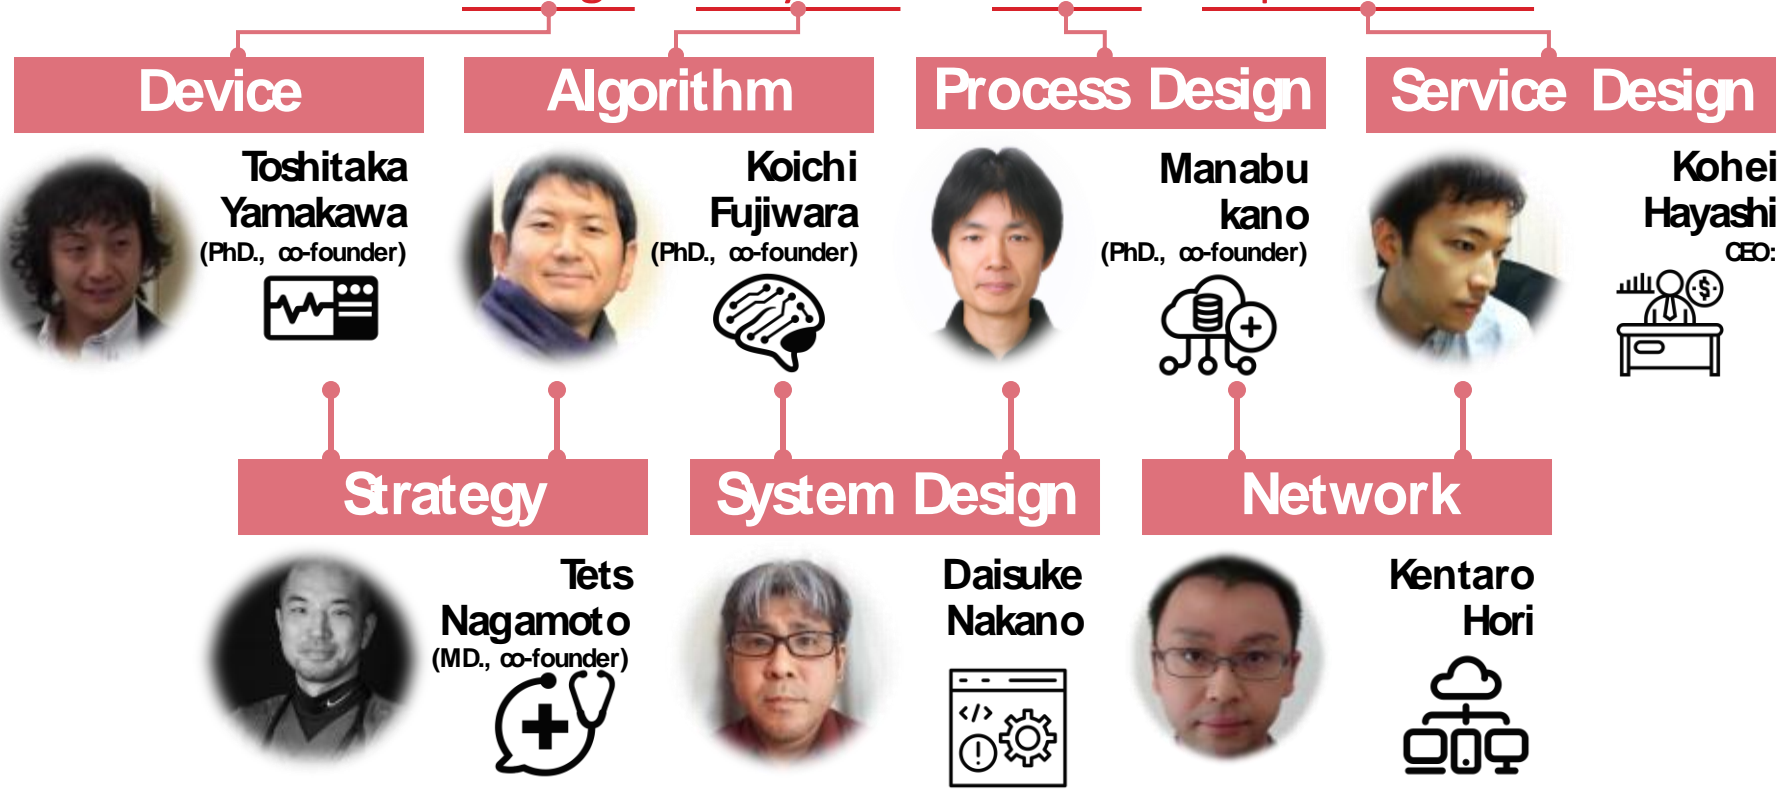 Device
Algorithm
Process Design
Service Design
Toshitaka
Yamakawa
(PhD., co-founder)
Koichi
Fujiwara
(PhD., co-founder)
Manabu
kano
(PhD., co-founder)
Kohei
Hayashi
CEO:
$
Strategy
System Design
Network
Tets
Nagamoto
(MD., co-founder)
Daisuke
Nakano
</>
Kentaro
Hori